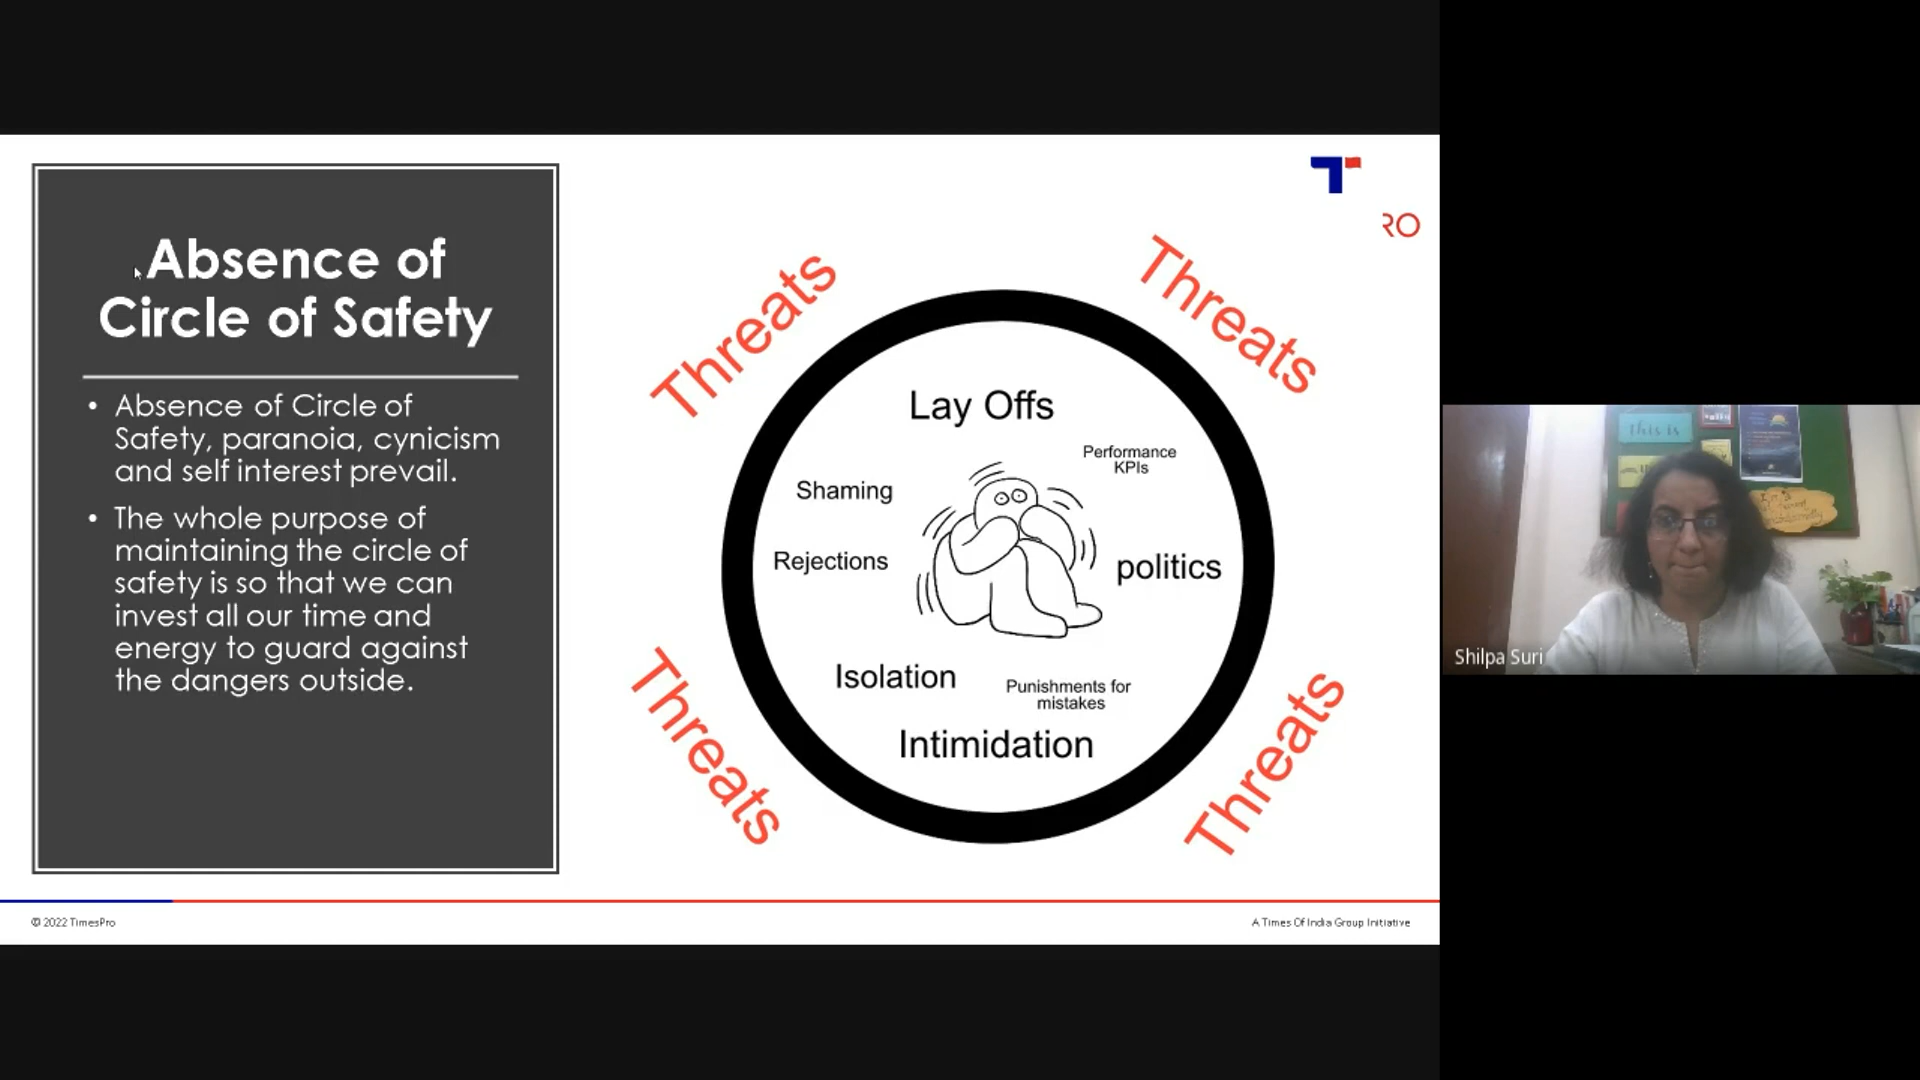 Absence of
Circle of Safety
• Absence of Circle of
Safety, paranoia, cynicism
and self interest prevail.
• The whole purpose of
maintaining the circle of
safety is so that we can
invest all our time and
energy to guard against
the dangers outside.
RO
Threats
Threats
Lay Offs
Performance
KPIs
Shaming
Rejections
politics
Isolation
Punishments for
mistakes
Intimidation
Threats
Threats
© 2022 TimesPro
A Times Of India Group Initiative
this is
Shilpa Suri